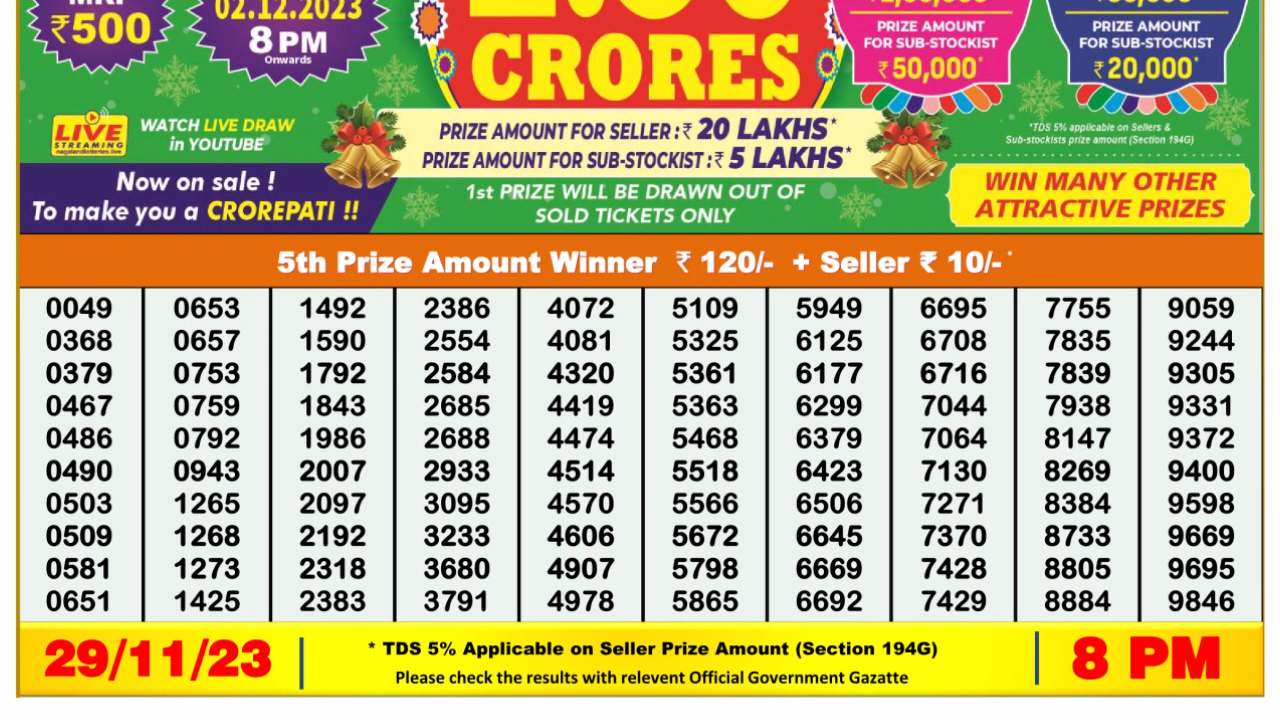 ₹500
02.12.2023
8 PM
Onwards
CRORES
PRIZE AMOUNT
FOR SUB-STOCKIST
₹50,000*
PRIZE AMOUNT
FOR SUB-STOCKIST
₹20,000*
LIVE
STREAMING
nagalandlotteries.live
WATCH LIVE DRAW
in YOUTUBE
PRIZE AMOUNT FOR SELLER :₹ 20 LAKHS*
PRIZE AMOUNT FOR SUB-STOCKIST :₹ 5 LAKHS*
*TDS 5% applicable on Sellers &
Sub-stockists prize amount (Section 194G)
Now on sale !
To make you a CROREPATI !!
1st PRIZE WILL BE DRAWN OUT OF
SOLD TICKETS ONLY
WIN MANY OTHER
ATTRACTIVE PRIZES
5th Prize Amount Winner ₹ 120/- + Seller ₹ 10/-*
0049 0653 1492 2386 4072 5109 5949 6695 7755 9059
0368 0657 1590 2554 4081 5325 6125 6708 7835 9244
0379 0753 1792 2584 4320 5361 6177 6716 7839 9305
0467 0759 1843 2685 4419 5363 6299 7044 7938 9331
0486 0792 1986 2688 4474 5468 6379 7064 8147 9372
0490 0943 2007 2933 4514 5518 6423 7130 8269 9400
0503 1265 2097 3095 4570 5566 6506 7271 8384 9598
0509 1268 2192 3233 4606 5672 6645 7370 8733 9669
0581 1273 2318 3680 4907 5798 6669 7428 8805 9695
0651 1425 2383 3791 4978 5865 6692 7429 8884 9846
29/11/23
* TDS 5% Applicable on Seller Prize Amount (Section 194G)
Please check the results with relevent Official Government Gazatte
8 PM